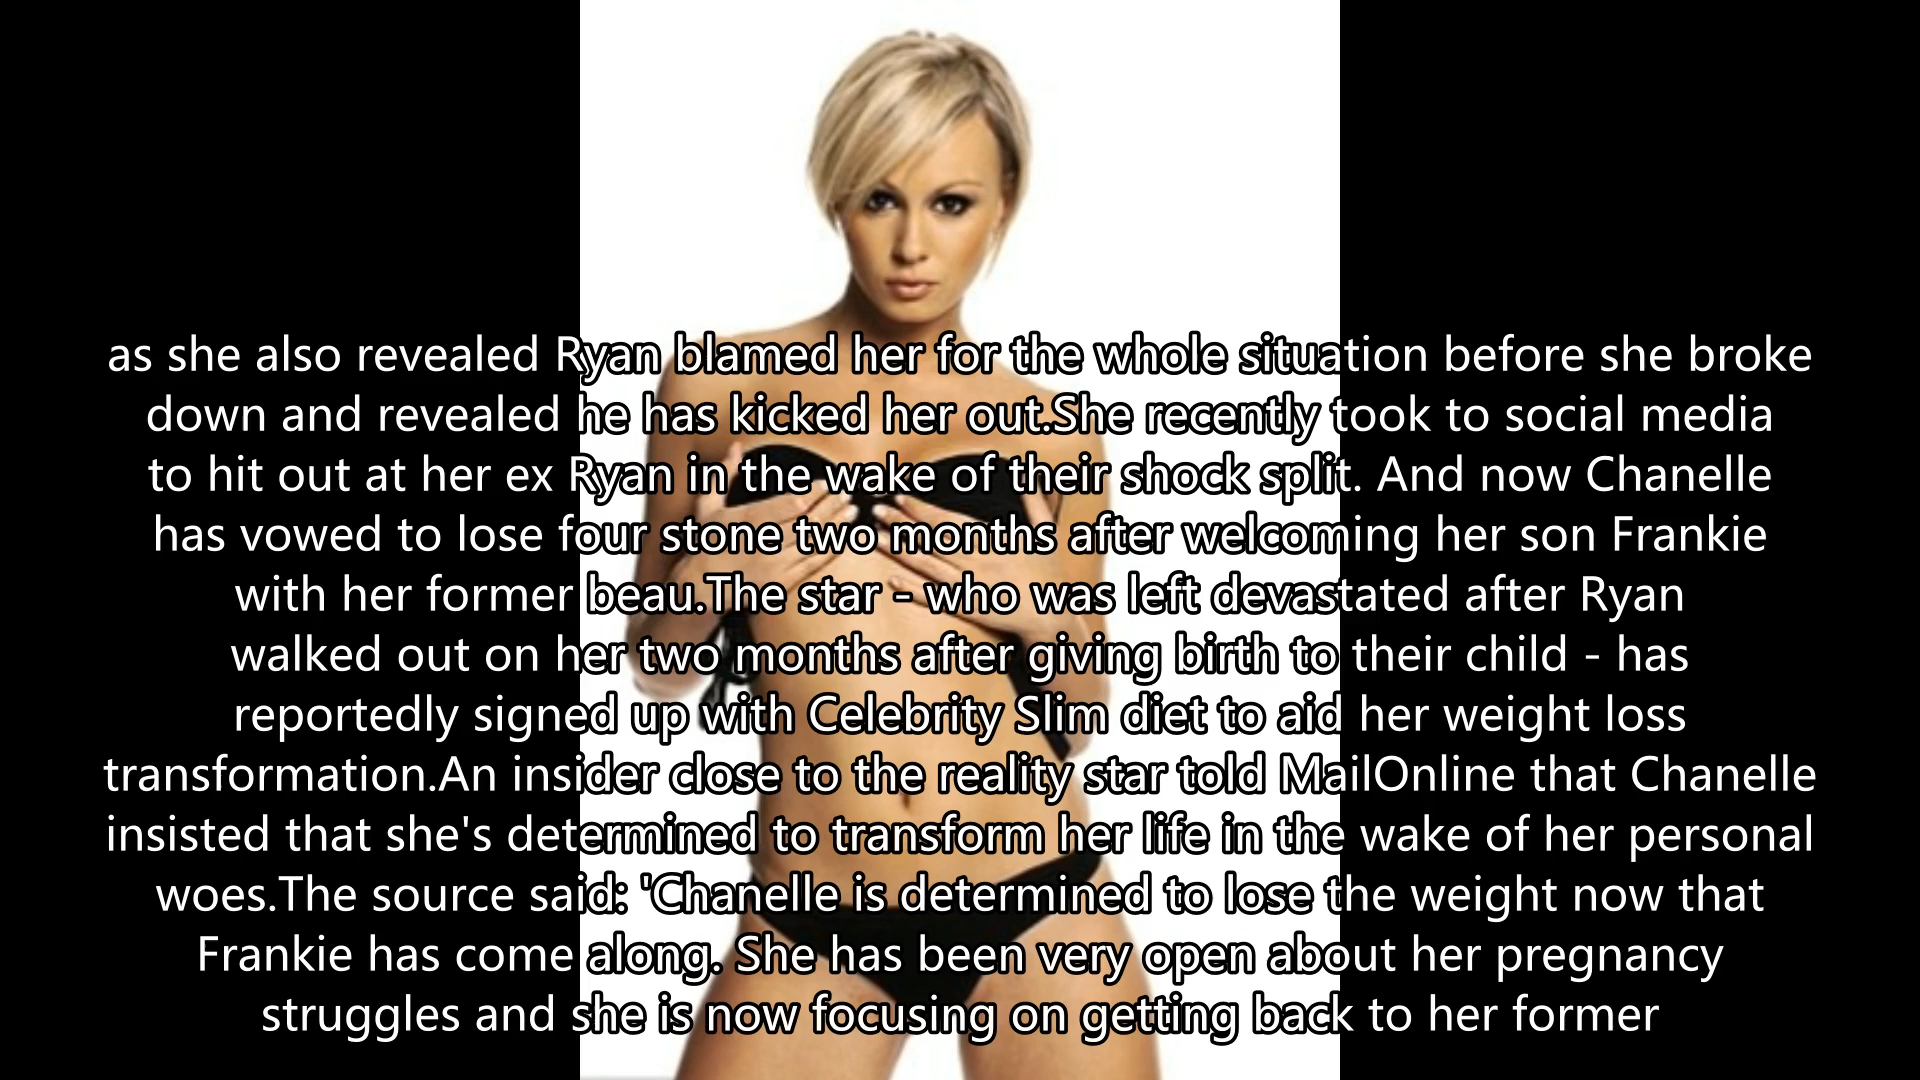 as she also revealed Ryan blamed her for the whole situation before she broke
down and revealed he has kicked her out.She recently took to social media
to hit out at her ex Ryan in the wake of their shock split. And now Chanelle
has vowed to lose four stone two months after welcoming her son Frankie
with her former beau.The star - who was left devastated after Ryan
walked out on her two months after giving birth to their child - has
reportedly signed up with Celebrity Slim diet to aid her weight loss
transformation.An insider close to the reality star told MailOnline that Chanelle
insisted that she's determined to transform her life in the wake of her personal
woes.The source said: 'Chanelle is determined to lose the weight now that
Frankie has come along. She has been very open about her pregnancy
struggles and she is now focusing on getting back to her former